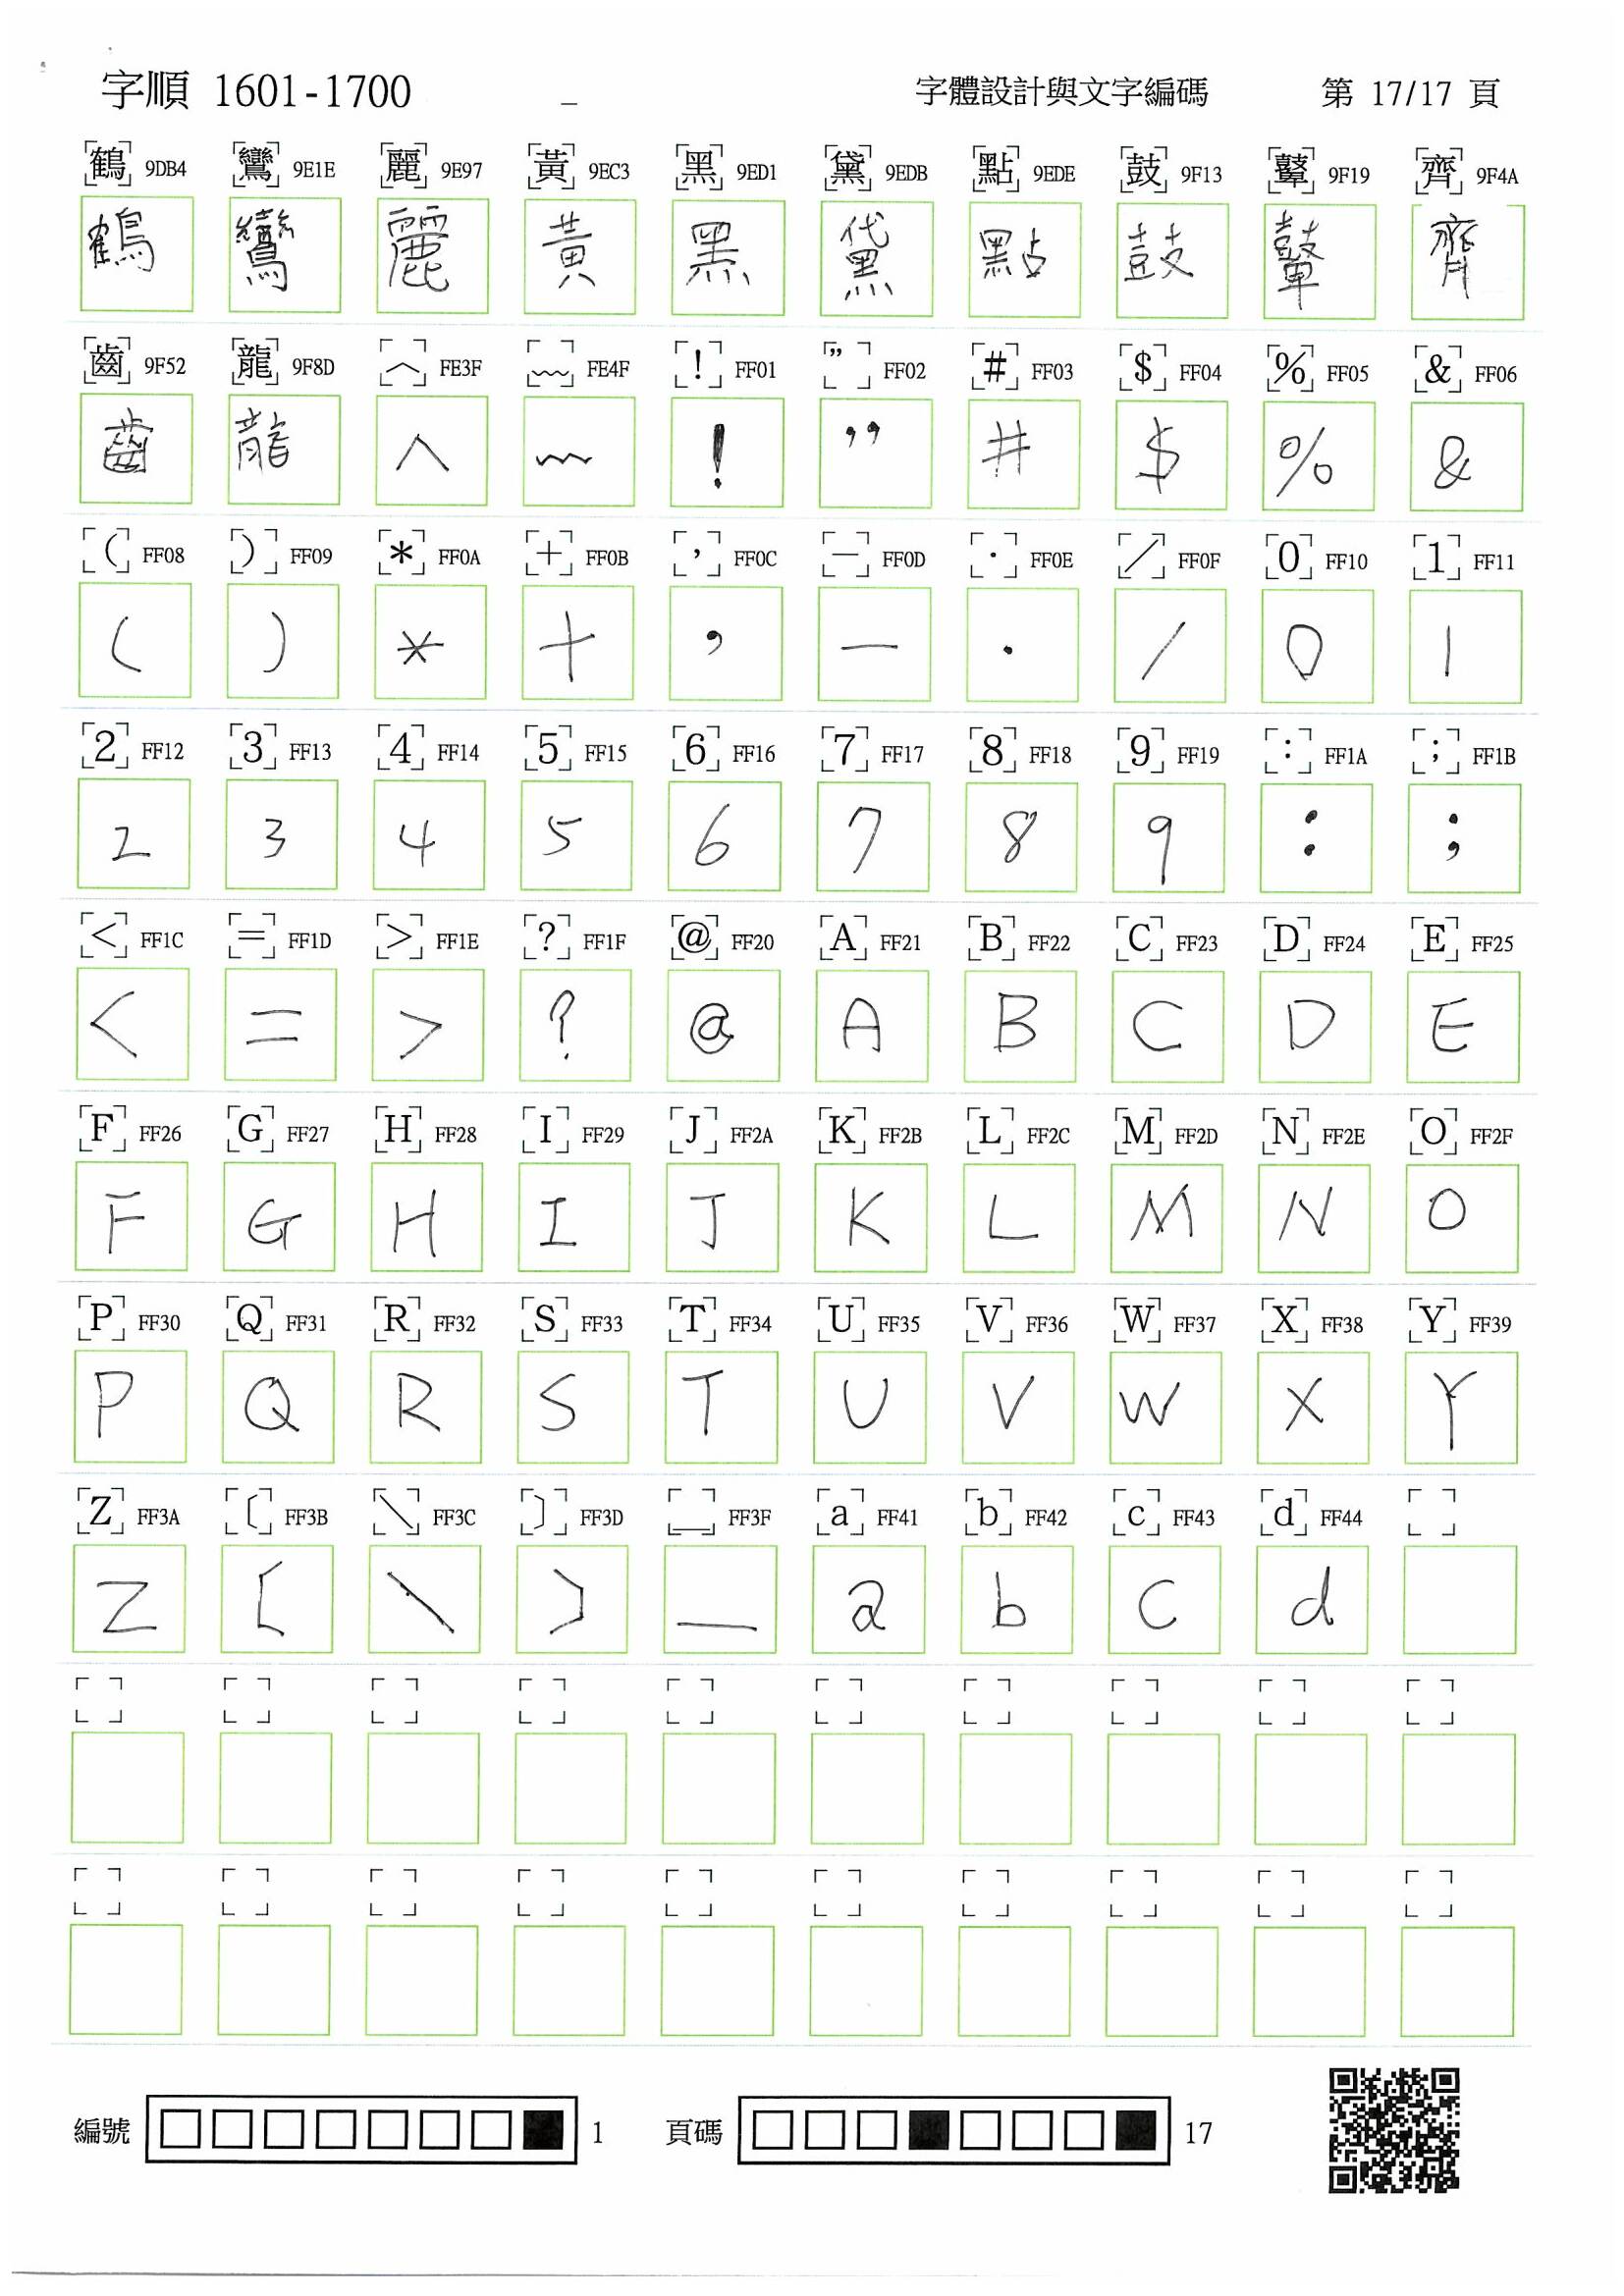 字順 1601-1700 _ 字體設計與文字編碼 第 17/17 頁
鶴 9DB4 鸞 9E1E 麗 9E97 黃 9EC3 黑 9ED1 黛 9EDB 點 9EDE 鼓 9F13 鼙 9F19 齊 9F4A
鶴 鸞 麗 黃 黑 黛 點 鼓 鼙 齊
齒 9F52 龍 9F8D ︿ FE3F ﹏ FE4F ! FF01 ” FF02 # FF03 $ FF04 % FF05 & FF06
齒 龍 ︿ ﹏ ! ” # $ % &
( FF08 ) FF09 * FF0A + FF0B , FF0C － FF0D . FF0E / FF0F 0 FF10 1 FF11
( ) * + , － . / 0 1
2 FF12 3 FF13 4 FF14 5 FF15 6 FF16 7 FF17 8 FF18 9 FF19 : FF1A ; FF1B
2 3 4 5 6 7 8 9 : ;
< FF1C = FF1D > FF1E ? FF1F @ FF20 A FF21 B FF22 C FF23 D FF24 E FF25
< = > ? @ A B C D E
F FF26 G FF27 H FF28 I FF29 J FF2A K FF2B L FF2C M FF2D N FF2E O FF2F
F G H I J K L M N O
P FF30 Q FF31 R FF32 S FF33 T FF34 U FF35 V FF36 W FF37 X FF38 Y FF39
P Q R S T U V W X Y
Z FF3A 〔 FF3B \ FF3C 〕 FF3D _ FF3F a FF41 b FF42 c FF43 d FF44
Z [ \ ] _ a b c d
編號 1 頁碼 17